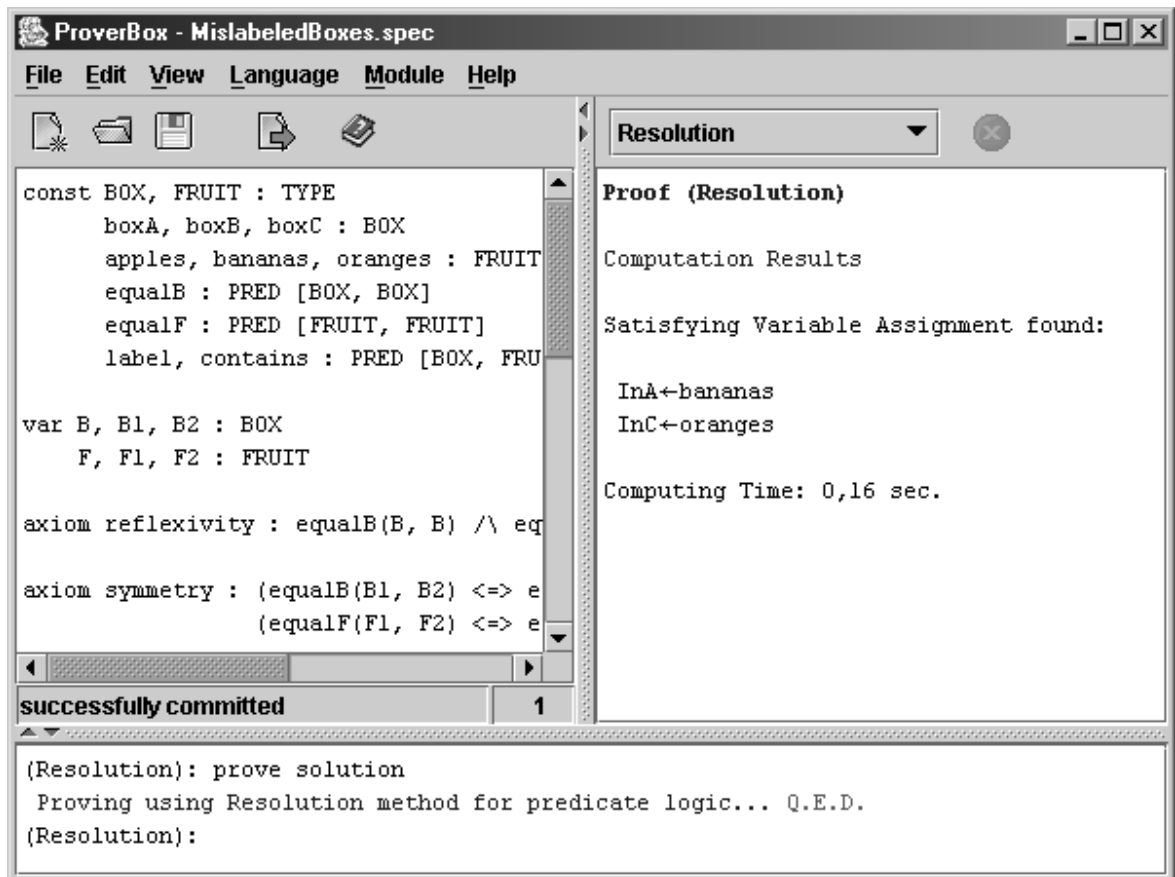 ProverBox - MislabeledBoxes.spec
File Edit View Language Module Help
Resolution
const BOX, FRUIT : TYPE
boxA, boxB, boxC : BOX
apples, bananas, oranges : FRUIT
equalB : PRED [BOX, BOX]
equalF : PRED [FRUIT, FRUIT]
label, contains : PRED [BOX, FRU
var B, B1, B2 : BOX
F, F1, F2 : FRUIT
axiom reflexivity : equalB(B, B) /\ eq
axiom symmetry : (equalB(B1, B2) <=> e
(equalF(F1, F2) <=> e
successfully committed 1
Proof (Resolution)
Computation Results
Satisfying Variable Assignment found:
InA←bananas
InC←oranges
Computing Time: 0,16 sec.
(Resolution): prove solution
Proving using Resolution method for predicate logic... Q.E.D.
(Resolution):